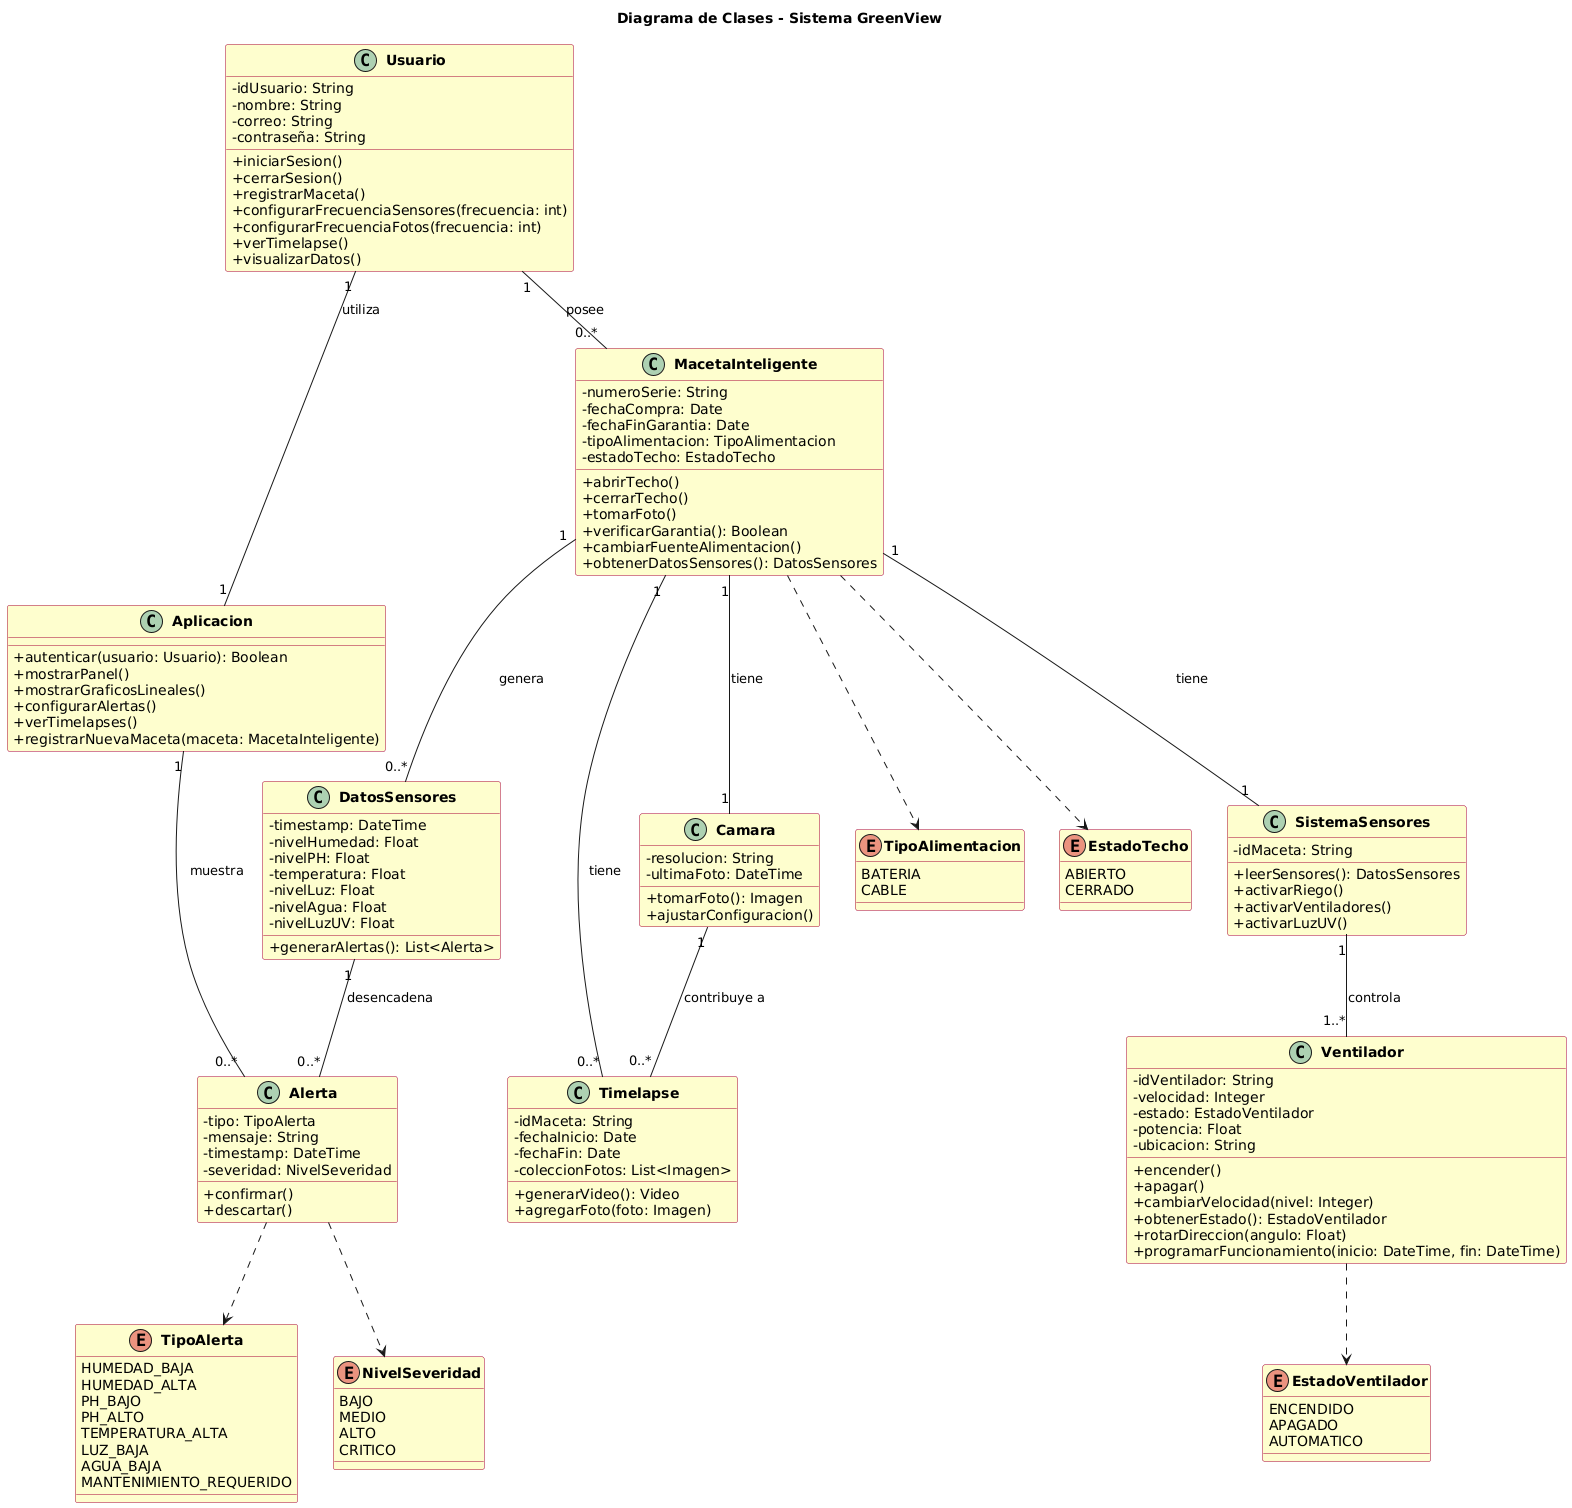 Diagrama de Clases - Sistema GreenView
C Usuario
-idUsuario: String
-nombre: String
-correo: String
-contraseña: String
+iniciarSesion()
+cerrarSesion()
+registrarMaceta()
+configurarFrecuenciaSensores(frecuencia: int)
+configurarFrecuenciaFotos(frecuencia: int)
+verTimelapse()
+visualizarDatos()
1
utiliza
1
1
posee
0..*
C MacetaInteligente
-numeroSerie: String
-fechaCompra: Date
-fechaFinGarantia: Date
-tipoAlimentacion: TipoAlimentacion
-estadoTecho: EstadoTecho
+abrirTecho()
+cerrarTecho()
+tomarFoto()
+verificarGarantia(): Boolean
+cambiarFuenteAlimentacion()
+obtenerDatosSensores(): DatosSensores
1
genera
0..*
1
tiene
0..*
1
tiene
1
1
tiene
1
C Aplicacion
+autenticar(usuario: Usuario): Boolean
+mostrarPanel()
+mostrarGraficosLineales()
+configurarAlertas()
+verTimelapses()
+registrarNuevaMaceta(maceta: MacetaInteligente)
1
muestra
0..*
C DatosSensores
-timestamp: DateTime
-nivelHumedad: Float
-nivelPH: Float
-temperatura: Float
-nivelLuz: Float
-nivelAgua: Float
-nivelLuzUV: Float
+generarAlertas(): List<Alerta>
1
desencadena
0..*
C Camara
-resolucion: String
-ultimaFoto: DateTime
+tomarFoto(): Imagen
+ajustarConfiguracion()
1
contribuye a
0..*
E TipoAlimentacion
BATERIA
CABLE
E EstadoTecho
ABIERTO
CERRADO
C SistemaSensores
-idMaceta: String
+leerSensores(): DatosSensores
+activarRiego()
+activarVentiladores()
+activarLuzUV()
1
controla
1..*
C Alerta
-tipo: TipoAlerta
-mensaje: String
-timestamp: DateTime
-severidad: NivelSeveridad
+confirmar()
+descartar()
C Timelapse
-idMaceta: String
-fechaInicio: Date
-fechaFin: Date
-coleccionFotos: List<Imagen>
+generarVideo(): Video
+agregarFoto(foto: Imagen)
C Ventilador
-idVentilador: String
-velocidad: Integer
-estado: EstadoVentilador
-potencia: Float
-ubicacion: String
+encender()
+apagar()
+cambiarVelocidad(nivel: Integer)
+obtenerEstado(): EstadoVentilador
+rotarDireccion(angulo: Float)
+programarFuncionamiento(inicio: DateTime, fin: DateTime)
E TipoAlerta
HUMEDAD_BAJA
HUMEDAD_ALTA
PH_BAJO
PH_ALTO
TEMPERATURA_ALTA
LUZ_BAJA
AGUA_BAJA
MANTENIMIENTO_REQUERIDO
E NivelSeveridad
BAJO
MEDIO
ALTO
CRITICO
E EstadoVentilador
ENCENDIDO
APAGADO
AUTOMATICO